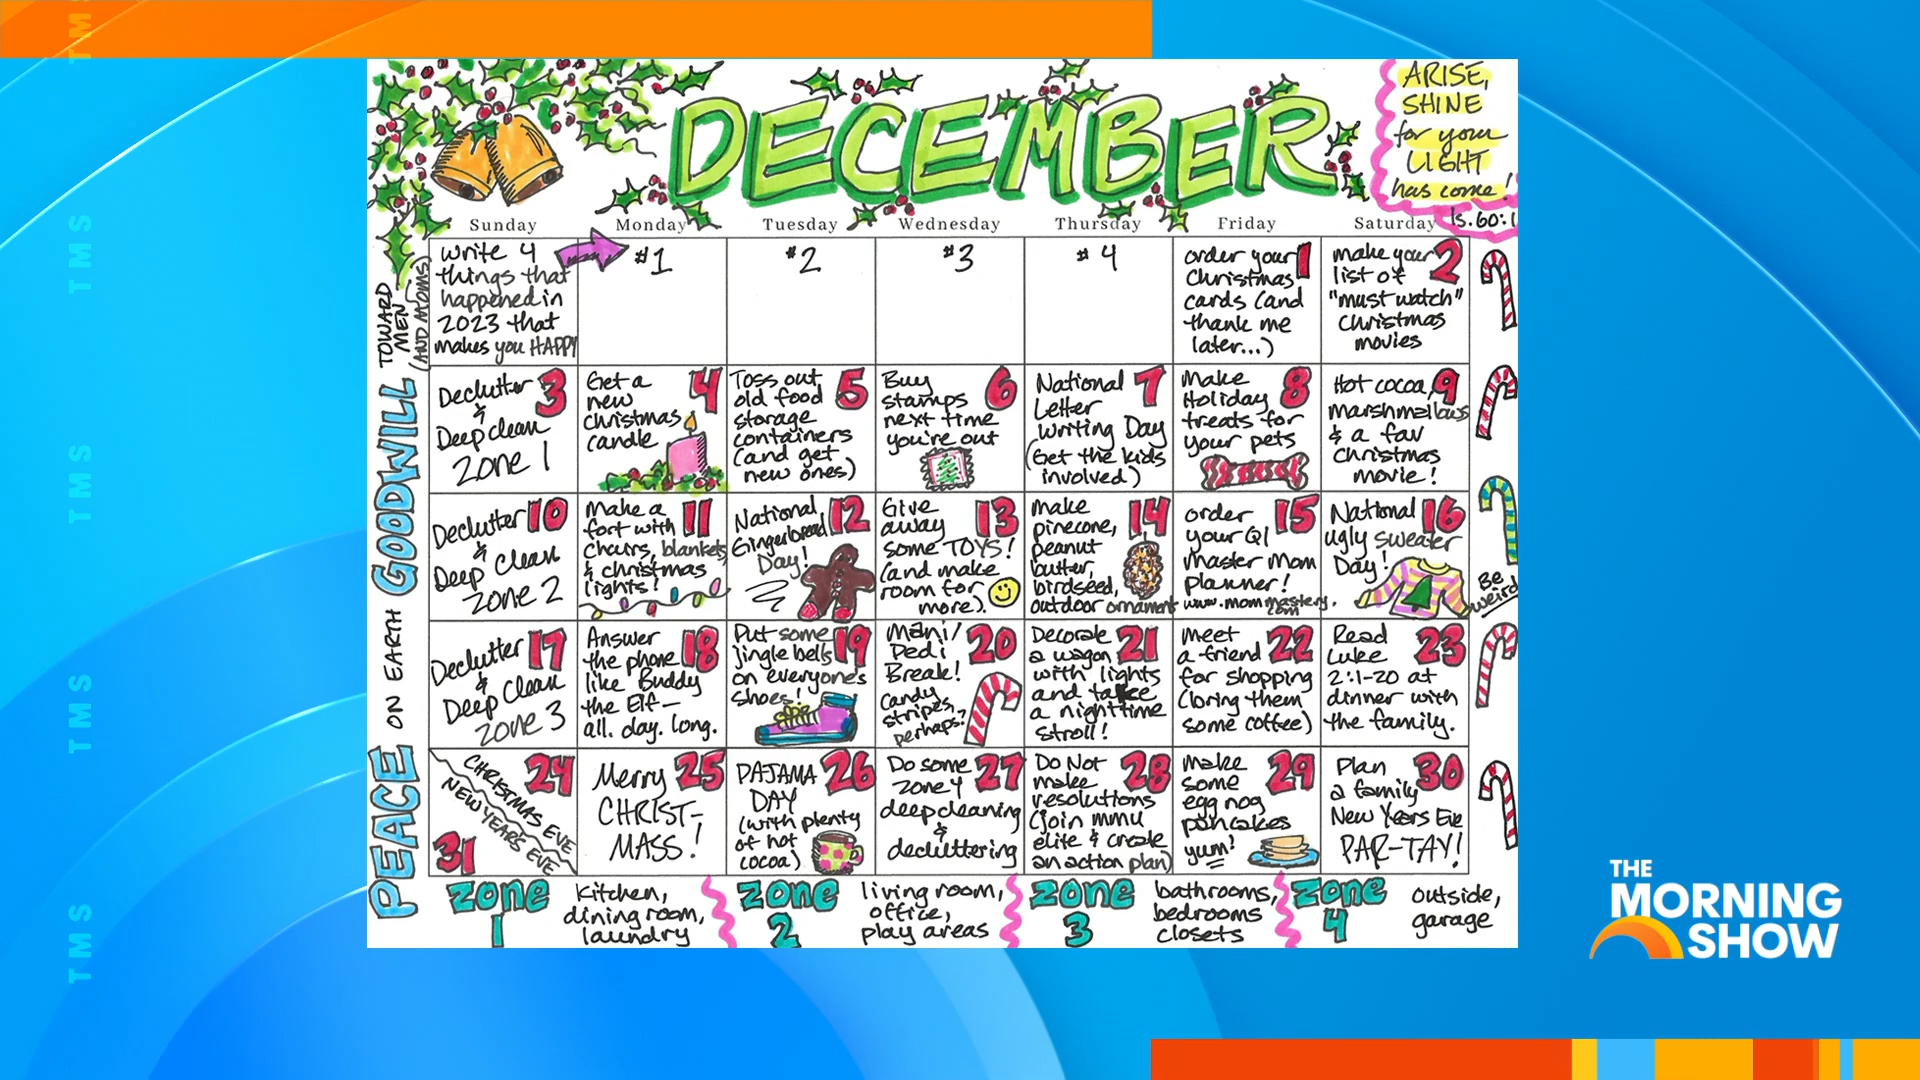 TMS
TMS
TMS
TMS
TMS
DECEMBER
ARISE,
SHINE
for your
LIGHT
has come!
Is. 60:1
Sunday
Monday
Tuesday
Wednesday
Thursday
Friday
Saturday
write 4
things that
happened in
2023 that
makes you HAPPY
#1
#2
#3
#4
1
order your
Christmas
cards (and
thank me
later...)
2
make your
list of
"must watch"
Christmas
movies
3
Declutter
&
Deep clean
Zone 1
4
Get a
new
christmas
candle
5
Toss out
old food
storage
containers
(and get
new ones)
6
Buy
stamps
next time
you're out
7
National
Letter
Writing Day
(Get the kids
involved)
8
Make
Holiday
treats for
your pets
9
Hot cocoa,
marshmallows
& a fav
christmas
movie!
10
Declutter
&
Deep Clean
Zone 2
11
Make a
fort with
chairs, blankets,
& christmas
lights!
12
National
Gingerbread
Day!
13
Give
away
some TOYS!
(and make
room for
more).
14
Make
pinecone,
peanut
butter,
birdseed,
outdoor ornament
15
order
your Q1
Master Mom
planner!
www.mommastery.
com
16
National
ugly sweater
Day!
Be
weird
17
Declutter
&
Deep Clean
Zone 3
18
Answer
the phone
like Buddy
the Elf—
all. day. long.
19
Put some
jingle bells
on everyone's
shoes!
20
Mani/
Pedi
Break!
Candy
stripes,
perhaps?
21
Decorate
a wagon
with lights
and take
a nighttime
stroll!
22
meet
a friend
for shopping
(bring them
some coffee)
23
Read
Luke
2:1-20 at
dinner with
the family.
24
CHRISTMAS EVE
NEW YEAR'S EVE
31
25
Merry
CHRIST-
MASS!
26
PAJAMA
DAY
(with plenty
of hot
cocoa)
27
Do some
zone 4
deep cleaning
&
decluttering
28
Do Not
make
resolutions
(join mmu
elite & create
an action plan)
29
make
some
egg nog
pancakes
yum!
30
Plan
a family
New Years Eve
PAR-TAY!
PEACE ON EARTH GOODWILL TOWARD
MEN
(AND MOMS)
zone
1
kitchen,
dining room,
laundry
zone
2
living room,
office,
play areas
zone
3
bathrooms,
bedrooms
closets
zone
4
outside,
garage
THE
MORNING
SHOW